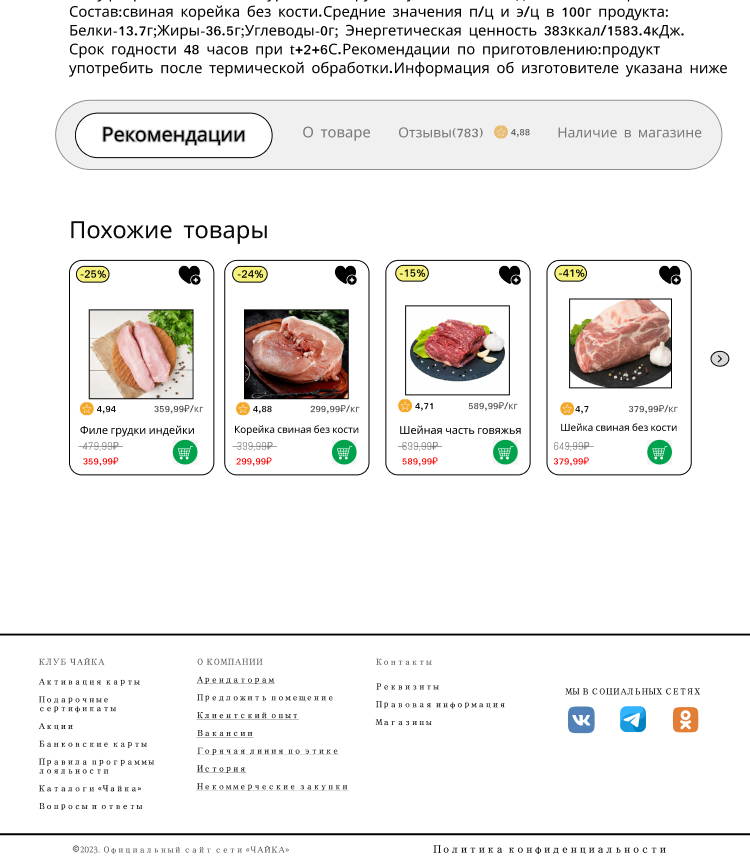 Состав:свиная корейка без кости.Средние значения п/ц и э/ц в 100г продукта:
Белки-13.7г;Жиры-36.5г;Углеводы-0г; Энергетическая ценность 383ккал/1583.4кДж.
Срок годности 48 часов при t+2+6C.Рекомендации по приготовлению:продукт
употребить после термической обработки.Информация об изготовителе указана ниже
Рекомендации
О товаре
Отзывы(783)
4,88
Наличие в магазине
Похожие товары
-25%
4,94
359,99₽/кг
Филе грудки индейки
479,99₽
359,99₽
-24%
4,88
299,99₽/кг
Корейка свиная без кости
399,99₽
299,99₽
-15%
4,71
589,99₽/кг
Шейная часть говяжья
699,99₽
589,99₽
-41%
4,7
379,99₽/кг
Шейка свиная без кости
649,99₽
379,99₽
КЛУБ ЧАЙКА
Активация карты
Подарочные
сертификаты
Акции
Банковские карты
Правила программы
лояльности
Каталоги «Чайка»
Вопросы и ответы
О КОМПАНИИ
Арендаторам
Предложить помещение
Клиентский опыт
Вакансии
Горячая линия по этике
История
Некоммерческие закупки
Контакты
Реквизиты
Правовая информация
Магазины
МЫ В СОЦИАЛЬНЫХ СЕТЯХ
©2023. Официальный сайт сети «ЧАЙКА»
Политика конфиденциальности